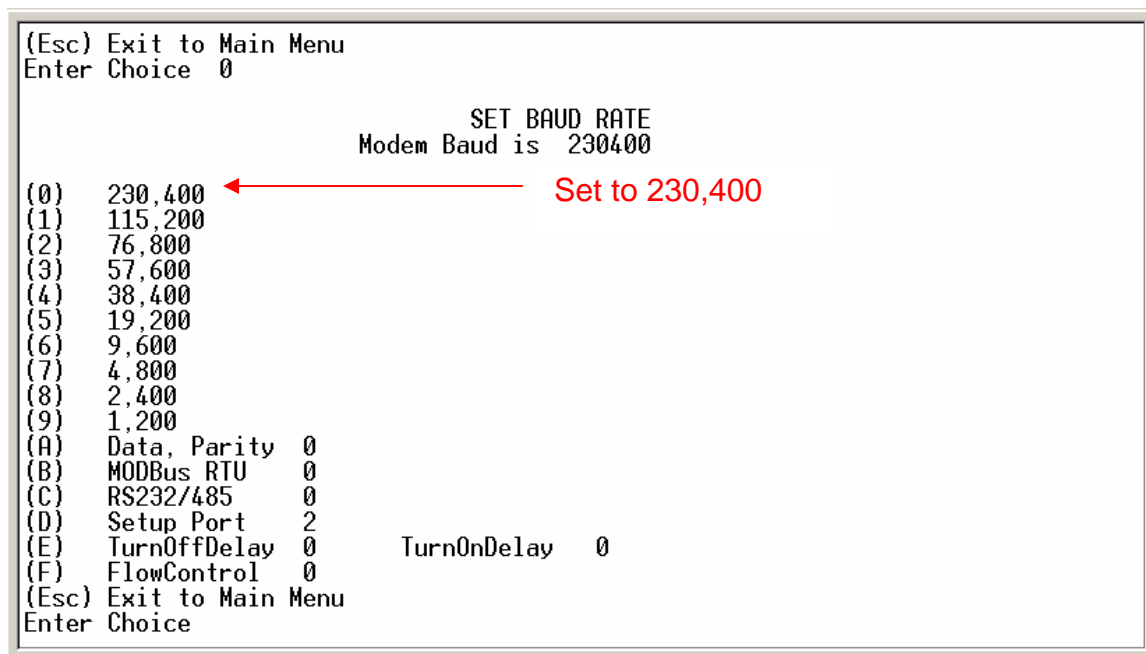 (Esc) Exit to Main Menu
Enter Choice 0
SET BAUD RATE
Modem Baud is 230400
(0) 230,400 Set to 230,400
(1) 115,200
(2) 76,800
(3) 57,600
(4) 38,400
(5) 19,200
(6) 9,600
(7) 4,800
(8) 2,400
(9) 1,200
(A) Data, Parity 0
(B) MODBus RTU 0
(C) RS232/485 0
(D) Setup Port 2
(E) TurnOffDelay 0 TurnOnDelay 0
(F) FlowControl 0
(Esc) Exit to Main Menu
Enter Choice